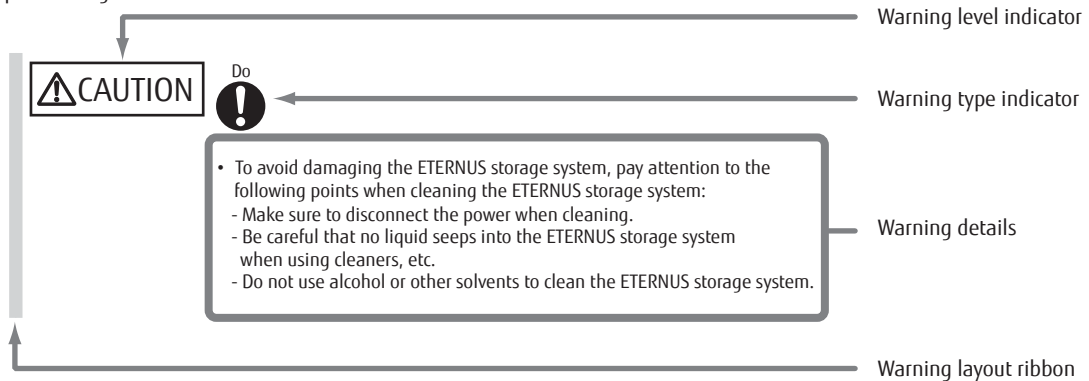 Warning level indicator
CAUTION
Do
Warning type indicator
• To avoid damaging the ETERNUS storage system, pay attention to the
following points when cleaning the ETERNUS storage system:
- Make sure to disconnect the power when cleaning.
- Be careful that no liquid seeps into the ETERNUS storage system
when using cleaners, etc.
- Do not use alcohol or other solvents to clean the ETERNUS storage system.
Warning details
Warning layout ribbon